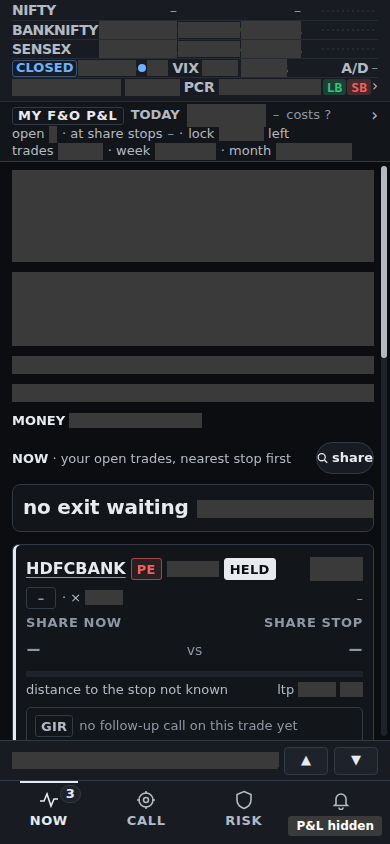 NIFTY – –
BANKNIFTY
SENSEX
CLOSED VIX A/D –
PCR LB SB ›
MY F&O P&L TODAY – costs ? ›
open · at share stops – · lock left
trades · week · month
MONEY
NOW · your open trades, nearest stop first share
no exit waiting
HDFCBANK PE HELD
– · × –
SHARE NOW SHARE STOP
— vs —
distance to the stop not known ltp
GIR no follow-up call on this trade yet
▲ ▼
3
NOW CALL RISK
P&L hidden